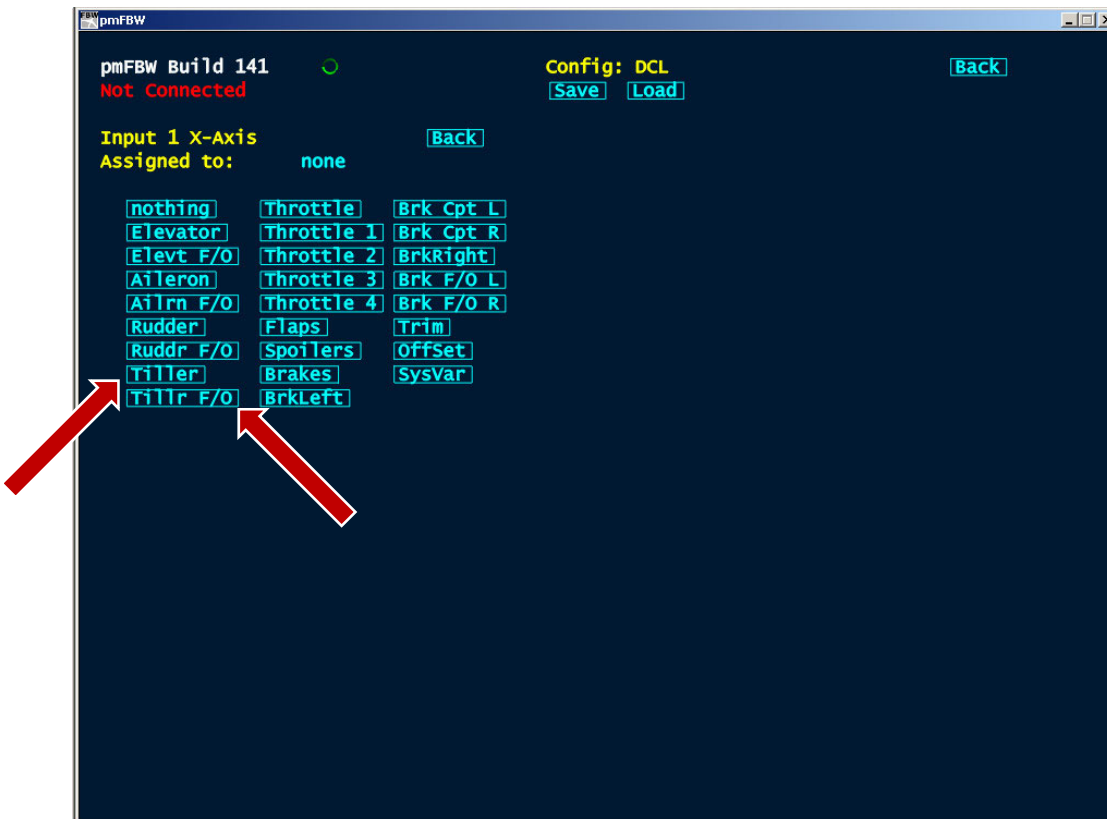 FBW pmFBW
pmFBW Build 141 Config: DCL Back
Not Connected Save Load
Input 1 X-Axis Back
Assigned to: none
nothing Throttle Brk Cpt L
Elevator Throttle 1 Brk Cpt R
Elevt F/O Throttle 2 BrkRight
Aileron Throttle 3 Brk F/O L
Ailrn F/O Throttle 4 Brk F/O R
Rudder Flaps Trim
Ruddr F/O Spoilers OffSet
Tiller Brakes SysVar
Tillr F/O BrkLeft